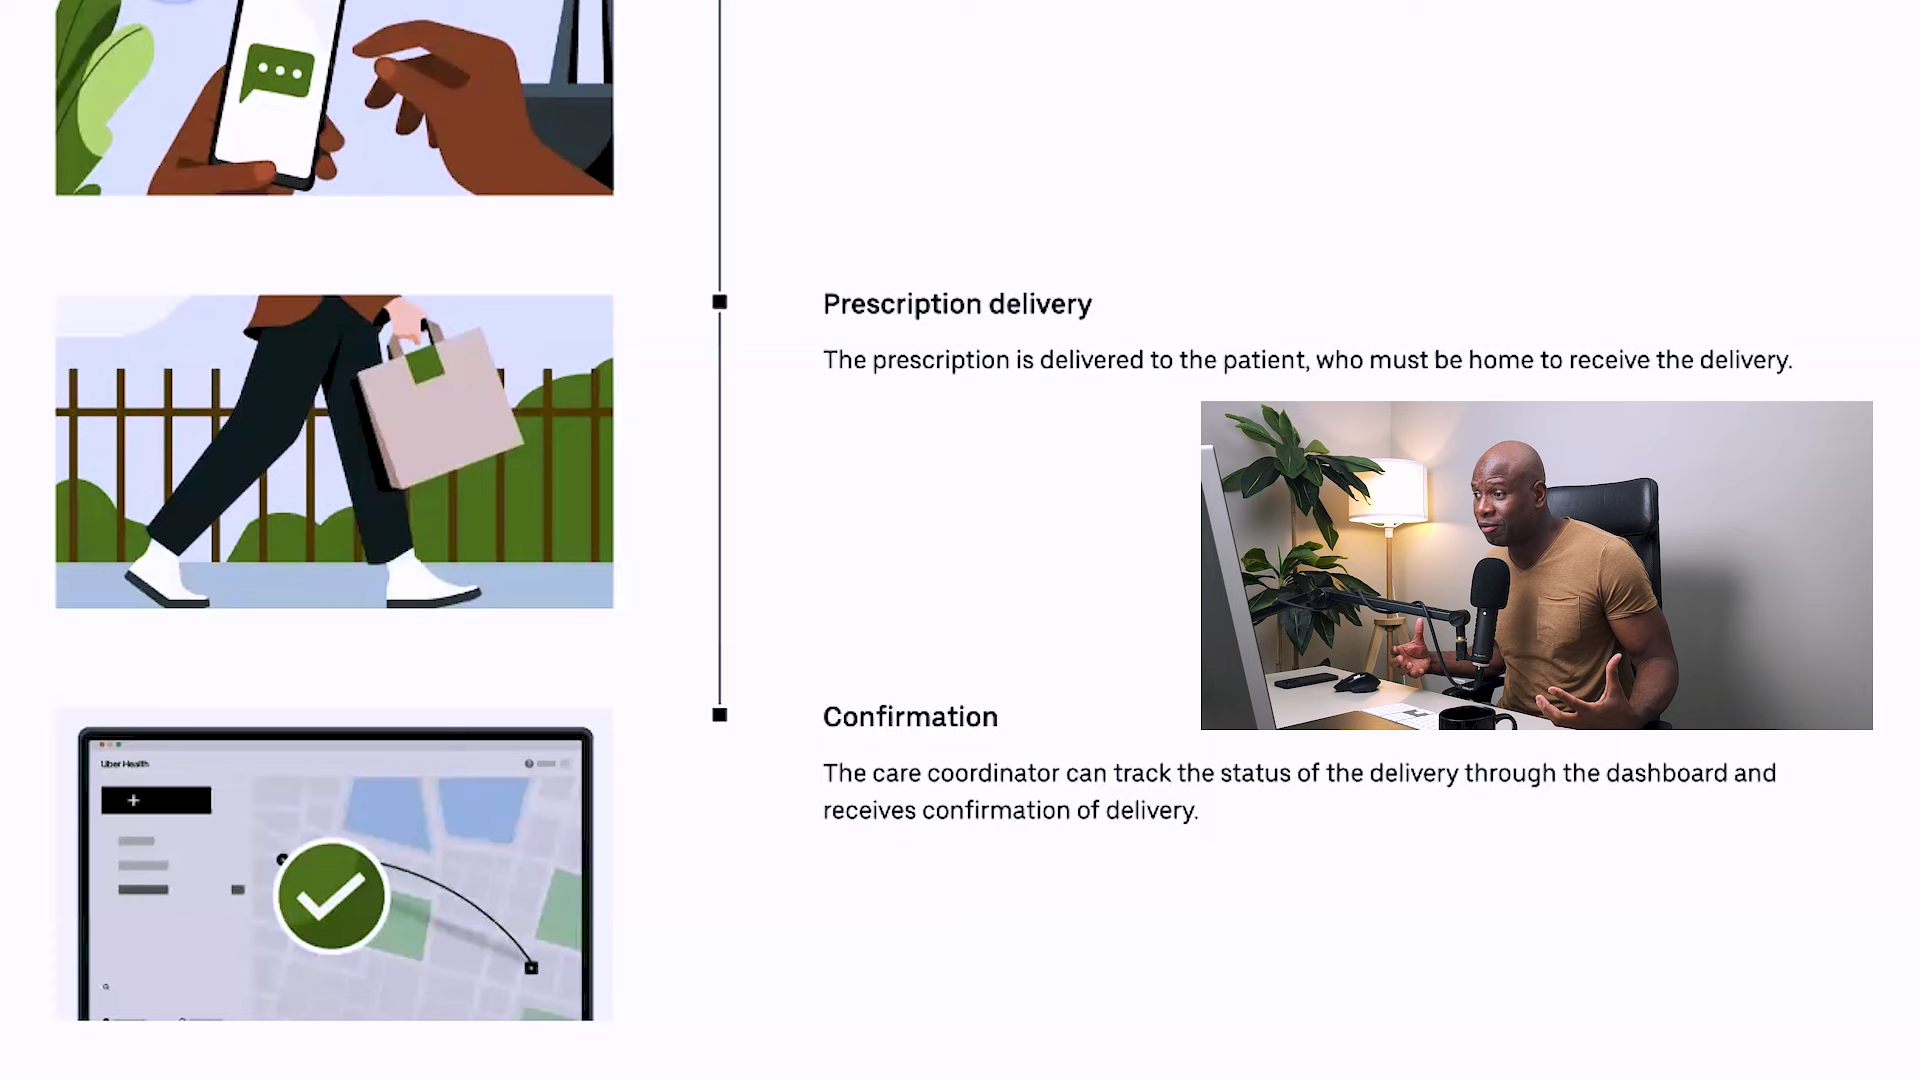 Prescription delivery
The prescription is delivered to the patient, who must be home to receive the delivery.
Confirmation
The care coordinator can track the status of the delivery through the dashboard and
receives confirmation of delivery.
Uber Health